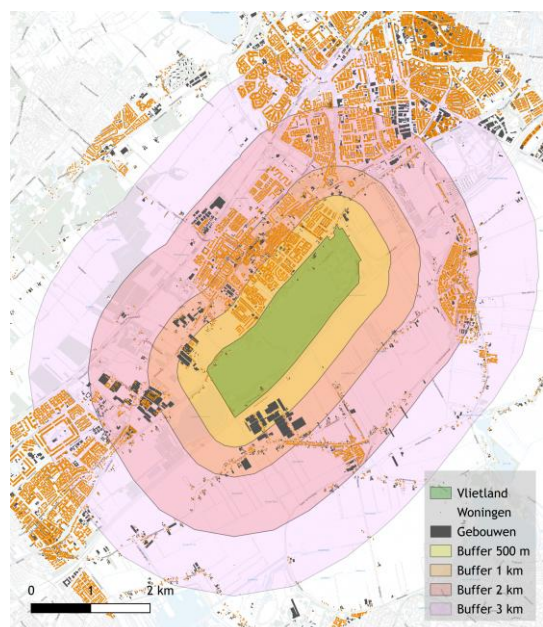 Vlietland
Woningen
Gebouwen
Buffer 500 m
Buffer 1 km
Buffer 2 km
Buffer 3 km
0 1 2 km